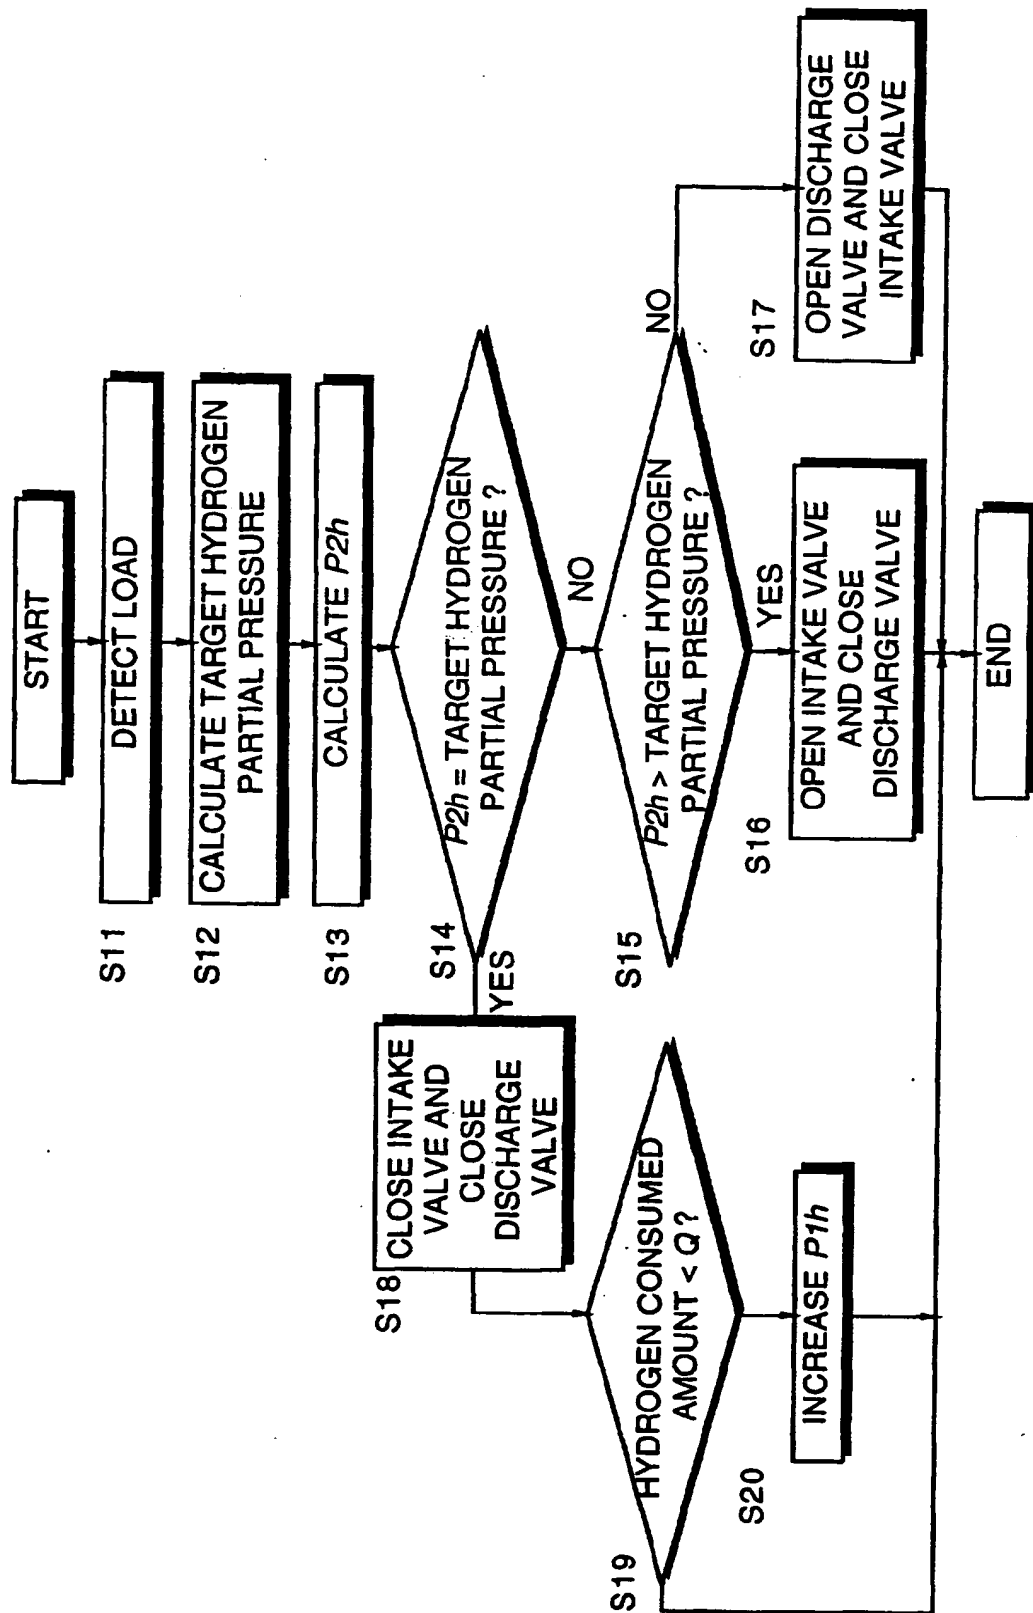 START
S11
DETECT LOAD
S12
CALCULATE TARGET HYDROGEN
PARTIAL PRESSURE
S13
CALCULATE P2h
S14
P2h = TARGET HYDROGEN
PARTIAL PRESSURE ?
YES
NO
S18
CLOSE INTAKE
VALVE AND
CLOSE
DISCHARGE
VALVE
S15
P2h > TARGET HYDROGEN
PARTIAL PRESSURE ?
NO
YES
S19
HYDROGEN CONSUMED
AMOUNT < Q ?
S20
INCREASE P1h
S16
OPEN INTAKE VALVE
AND CLOSE
DISCHARGE VALVE
S17
OPEN DISCHARGE
VALVE AND CLOSE
INTAKE VALVE
END